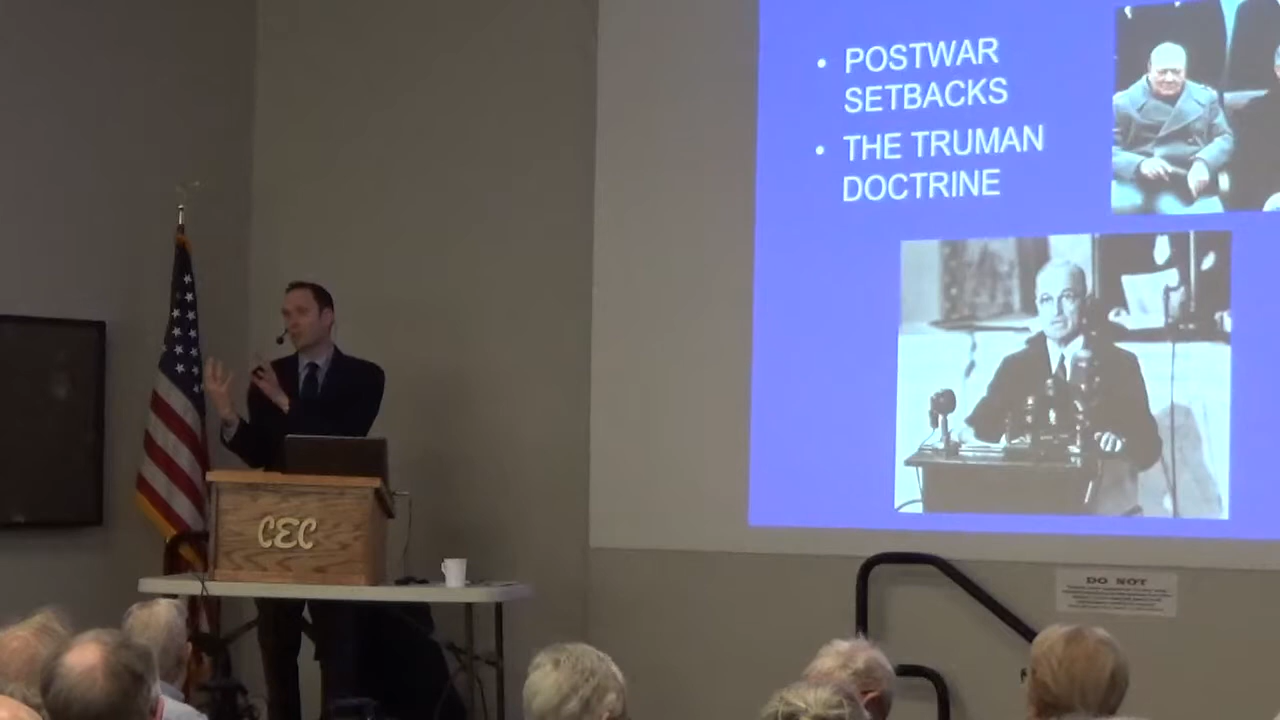 • POSTWAR
SETBACKS
• THE TRUMAN
DOCTRINE
CEC
DO NOT